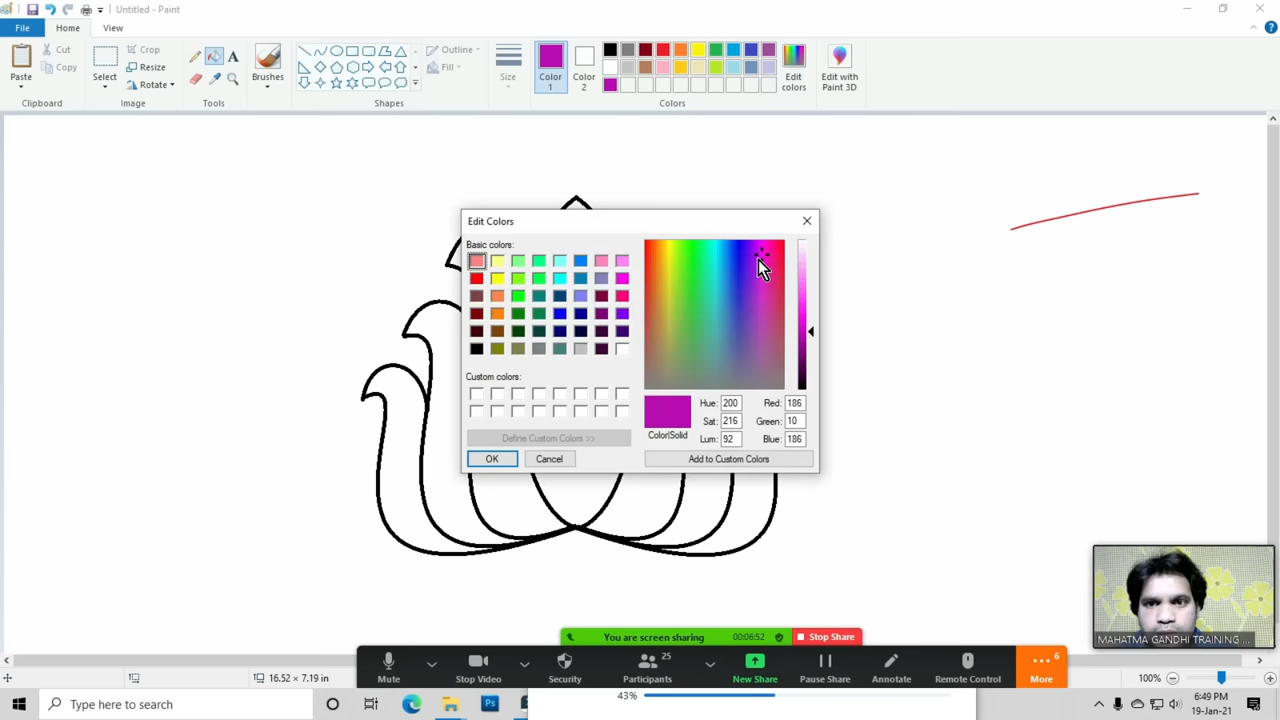 Untitled - Paint
File Home View
Paste
Cut
Copy
Clipboard
Select
Crop
Resize
Rotate
Image
A
Tools
Brushes
Outline
Fill
Shapes
Size
Color
1
Color
2
Edit
colors
Colors
Edit with
Paint 3D
Edit Colors
Basic colors:
Custom colors:
Define Custom Colors >>
OK Cancel
Color|Solid
Hue: 200 Red: 186
Sat: 216 Green: 10
Lum: 92 Blue: 186
Add to Custom Colors
MAHATMA GANDHI TRAINING ...
You are screen sharing 00:06:52 Stop Share
Mute
Stop Video
Security
25
Participants
New Share
Pause Share
Annotate
Remote Control
6
More
16.52 × 7.19 in
100%
43%
Type here to search
Ps
6:49 PM
19-Jan-21